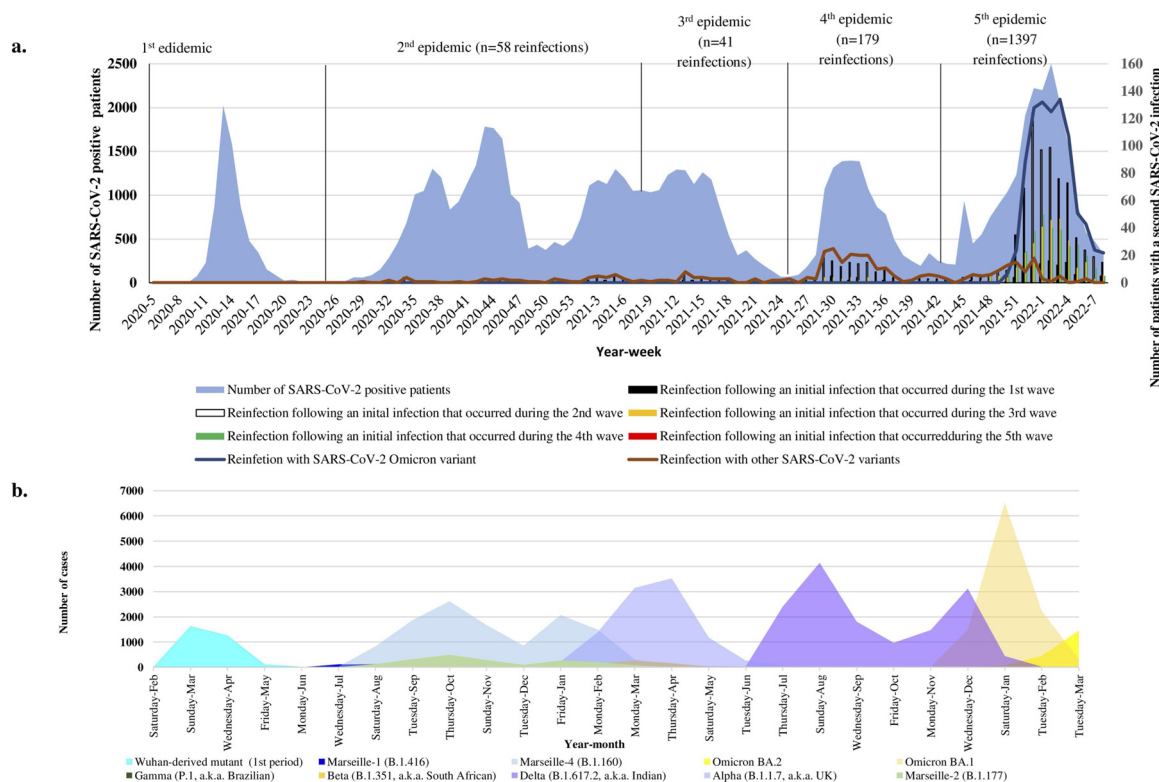 a.
1st edidemic
2nd epidemic (n=58 reinfections)
3rd epidemic
(n=41
reinfections)
4th epidemic
(n=179
reinfections)
5th epidemic
(n=1397
reinfections)
Number of SARS-CoV-2 positive patients
2500
2000
1500
1000
500
0
160
140
120
100
80
60
40
20
0
Number of patients with a second SARS-CoV-2 infection
2020-5
2020-8
2020-11
2020-14
2020-17
2020-20
2020-23
2020-26
2020-29
2020-32
2020-35
2020-38
2020-41
2020-44
2020-47
2020-50
2020-53
2021-3
2021-6
2021-9
2021-12
2021-15
2021-18
2021-21
2021-24
2021-27
2021-30
2021-33
2021-36
2021-39
2021-42
2021-45
2021-48
2021-51
2022-1
2022-4
2022-7
Year-week
Number of SARS-CoV-2 positive patients
Reinfection following an initial infection that occurred during the 1st wave
Reinfection following an inital infection that occurred during the 2nd wave
Reinfection following an initial infection that occurred during the 3rd wave
Reinfection following an initial infection that occurred during the 4th wave
Reinfection following an initial infection that occurredduring the 5th wave
Reinfetion with SARS-CoV-2 Omicron variant
Reinfection with other SARS-CoV-2 variants
b.
Number of cases
7000
6000
5000
4000
3000
2000
1000
0
Saturday-Feb
Sunday-Mar
Wednesday-Apr
Friday-May
Monday-Jun
Wednesday-Jul
Saturday-Aug
Tuesday-Sep
Thursday-Oct
Sunday-Nov
Tuesday-Dec
Friday-Jan
Monday-Feb
Monday-Mar
Thursday-Apr
Saturday-May
Tuesday-Jun
Thursday-Jul
Sunday-Aug
Wednesday-Sep
Friday-Oct
Monday-Nov
Wednesday-Dec
Saturday-Jan
Tuesday-Feb
Tuesday-Mar
Year-month
Wuhan-derived mutant (1st period)
Marseille-1 (B.1.416)
Marseille-4 (B.1.160)
Omicron BA.2
Omicron BA.1
Gamma (P.1, a.k.a. Brazilian)
Beta (B.1.351, a.k.a. South African)
Delta (B.1.617.2, a.k.a. Indian)
Alpha (B.1.1.7, a.k.a. UK)
Marseille-2 (B.1.177)